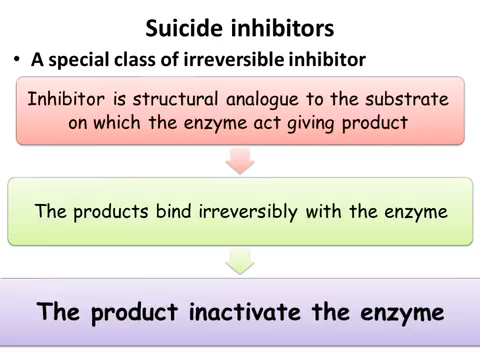 Suicide inhibitors
• A special class of irreversible inhibitor
Inhibitor is structural analogue to the substrate
on which the enzyme act giving product
The products bind irreversibly with the enzyme
The product inactivate the enzyme